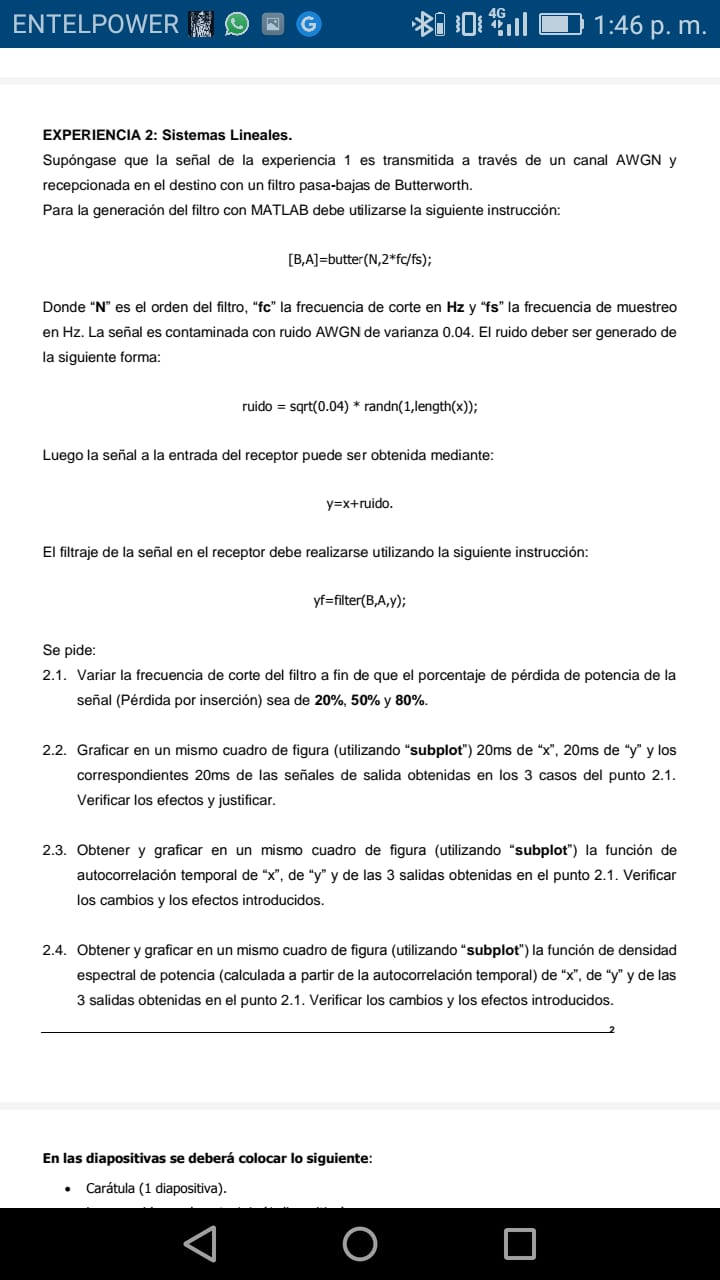 ENTELPOWER 4G 1:46 p. m.
EXPERIENCIA 2: Sistemas Lineales.
Supóngase que la señal de la experiencia 1 es transmitida a través de un canal AWGN y
recepcionada en el destino con un filtro pasa-bajas de Butterworth.
Para la generación del filtro con MATLAB debe utilizarse la siguiente instrucción:
[B,A]=butter(N,2*fc/fs);
Donde “N” es el orden del filtro, “fc” la frecuencia de corte en Hz y “fs” la frecuencia de muestreo
en Hz. La señal es contaminada con ruido AWGN de varianza 0.04. El ruido deber ser generado de
la siguiente forma:
ruido = sqrt(0.04) * randn(1,length(x));
Luego la señal a la entrada del receptor puede ser obtenida mediante:
y=x+ruido.
El filtraje de la señal en el receptor debe realizarse utilizando la siguiente instrucción:
yf=filter(B,A,y);
Se pide:
2.1. Variar la frecuencia de corte del filtro a fin de que el porcentaje de pérdida de potencia de la
señal (Pérdida por inserción) sea de 20%, 50% y 80%.
2.2. Graficar en un mismo cuadro de figura (utilizando “subplot”) 20ms de “x”, 20ms de “y” y los
correspondientes 20ms de las señales de salida obtenidas en los 3 casos del punto 2.1.
Verificar los efectos y justificar.
2.3. Obtener y graficar en un mismo cuadro de figura (utilizando “subplot”) la función de
autocorrelación temporal de “x”, de “y” y de las 3 salidas obtenidas en el punto 2.1. Verificar
los cambios y los efectos introducidos.
2.4. Obtener y graficar en un mismo cuadro de figura (utilizando “subplot”) la función de densidad
espectral de potencia (calculada a partir de la autocorrelación temporal) de “x”, de “y” y de las
3 salidas obtenidas en el punto 2.1. Verificar los cambios y los efectos introducidos.
2
En las diapositivas se deberá colocar lo siguiente:
• Carátula (1 diapositiva).